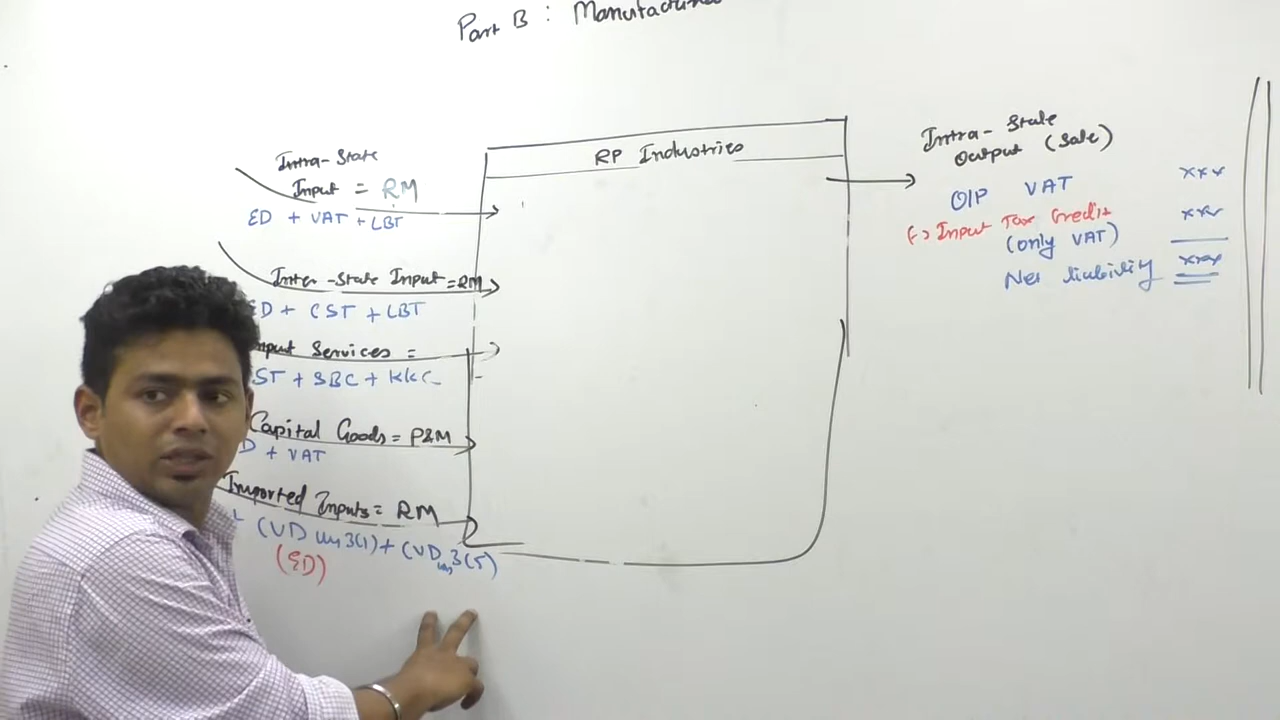 Part B : Manufacturer
RP Industries
Intra-State
Input = RM
ED + VAT + LBT
Inter-State Input = RM
ED + CST + LBT
Input Services =
ST + SBC + KKC
Capital Goods = P&M
D + VAT
Imported Inputs = RM
CVD u/s 3(1) + CVD u/s 3(5)
(ED)
Intra-State
Output (Sale)
O/P VAT xxx
(-) Input Tax Credit xxx
(only VAT)
Net liability xxx